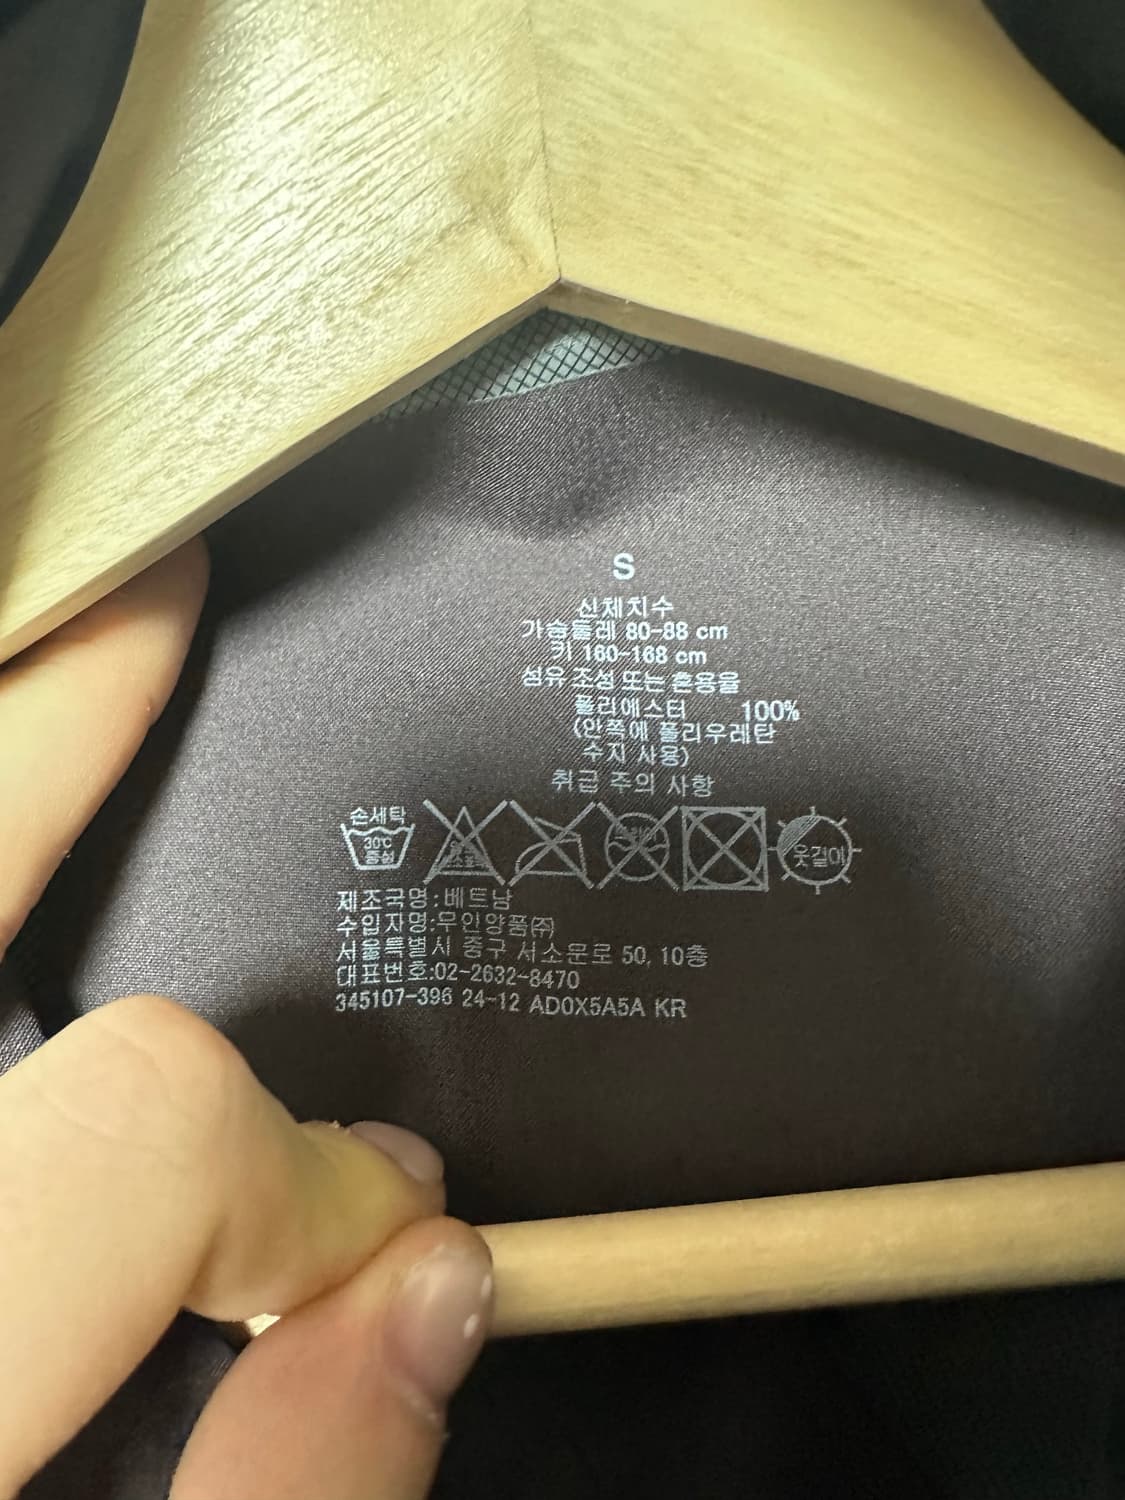 S
신체치수
가슴둘레 80-88 cm
키 160-168 cm
섬유 조성 또는 혼용율
폴리에스터 100%
(안쪽에 폴리우레탄
수지 사용)
취급 주의 사항
손세탁
30℃
중성
옷걸이
제조국명:베트남
수입자명:무인양품㈜
서울특별시 중구 서소문로 50, 10층
대표번호:02-2632-8470
345107-396 24-12 AD0X5A5A KR